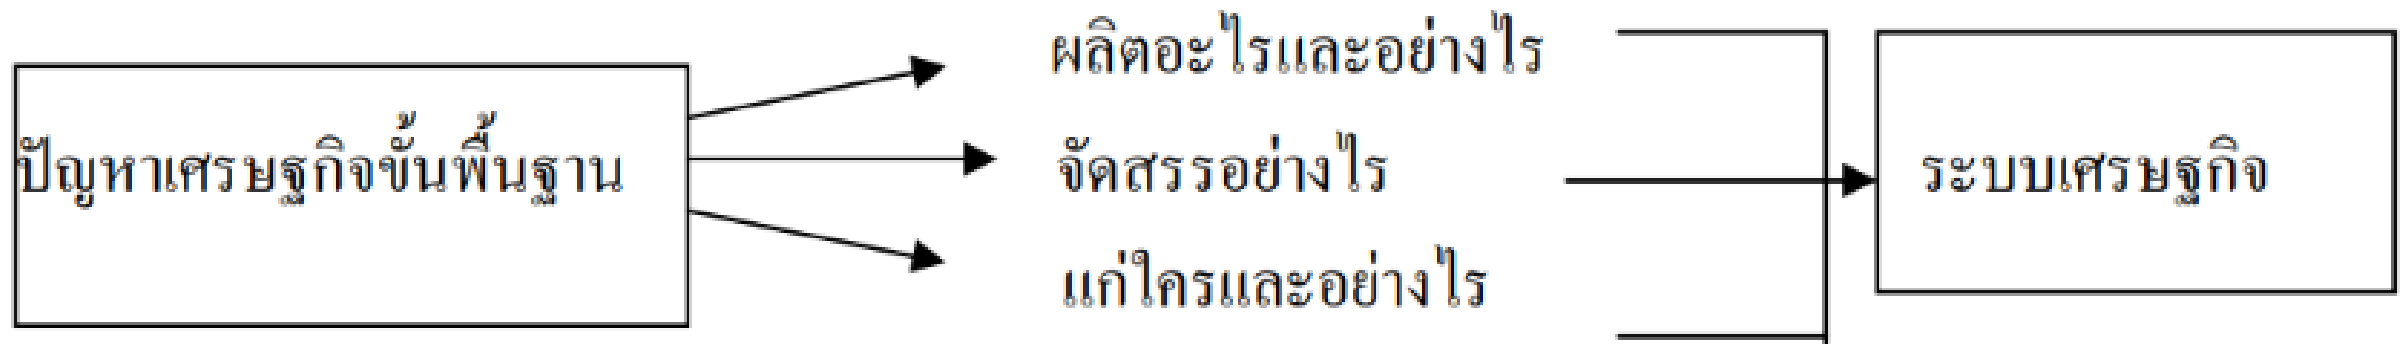 ปัญหาเศรษฐกิจขั้นพื้นฐาน
ผลิตอะไรและอย่างไร
จัดสรรอย่างไร
แก่ใครและอย่างไร
ระบบเศรษฐกิจ